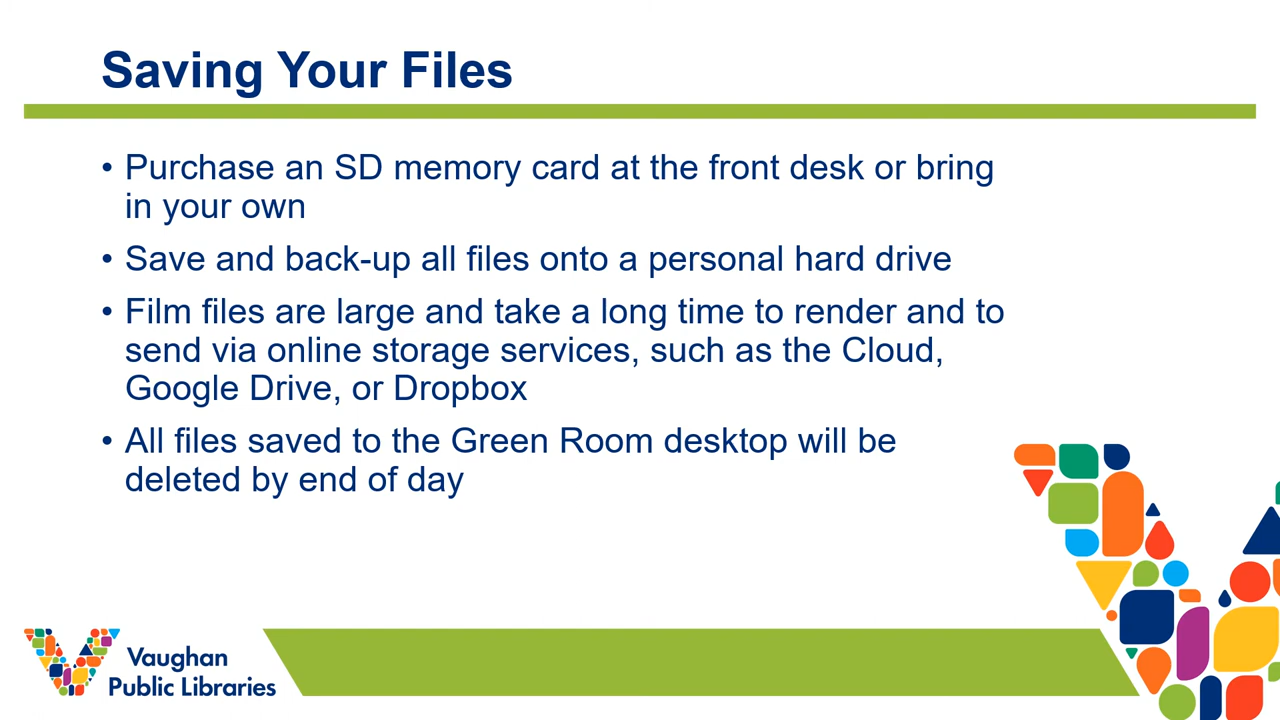 Saving Your Files
• Purchase an SD memory card at the front desk or bring
in your own
• Save and back-up all files onto a personal hard drive
• Film files are large and take a long time to render and to
send via online storage services, such as the Cloud,
Google Drive, or Dropbox
• All files saved to the Green Room desktop will be
deleted by end of day
Vaughan
Public Libraries